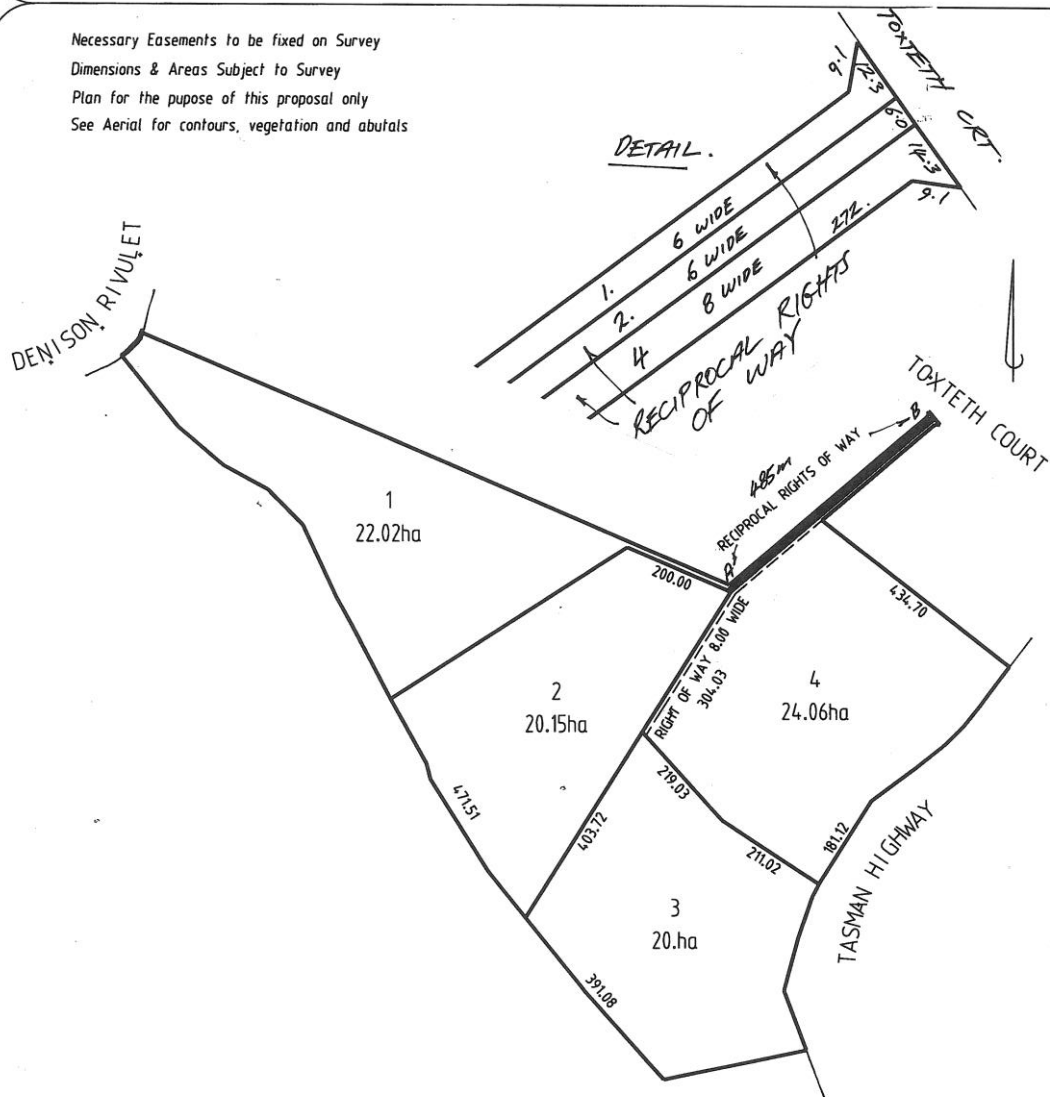 Necessary Easements to be fixed on Survey
Dimensions & Areas Subject to Survey
Plan for the pupose of this proposal only
See Aerial for contours, vegetation and abutals
TOXTETH CRT.
9.1
12.3
6.0
14.3
9.1
DETAIL.
6 WIDE
6 WIDE
8 WIDE
272.
1.
2.
4
RECIPROCAL RIGHTS
OF WAY
DENISON RIVULET
TOXTETH COURT
B
485m
RECIPROCAL RIGHTS OF WAY
A
1
22.02ha
200.00
434.70
RIGHT OF WAY 8.00 WIDE
304.03
2
20.15ha
4
24.06ha
219.03
471.51
403.72
211.02
181.12
TASMAN HIGHWAY
3
20.ha
391.08